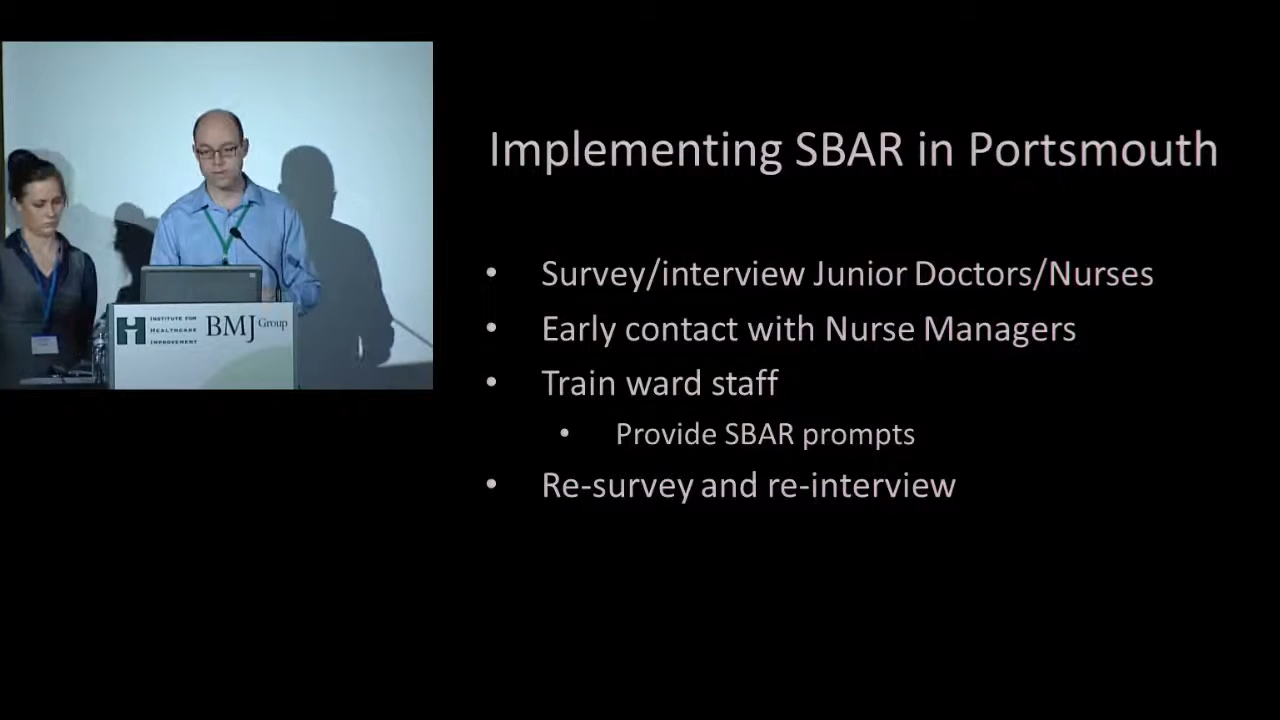 Implementing SBAR in Portsmouth
• Survey/interview Junior Doctors/Nurses
• Early contact with Nurse Managers
• Train ward staff
• Provide SBAR prompts
• Re-survey and re-interview
INSTITUTE FOR
HEALTHCARE
IMPROVEMENT
BMJ Group